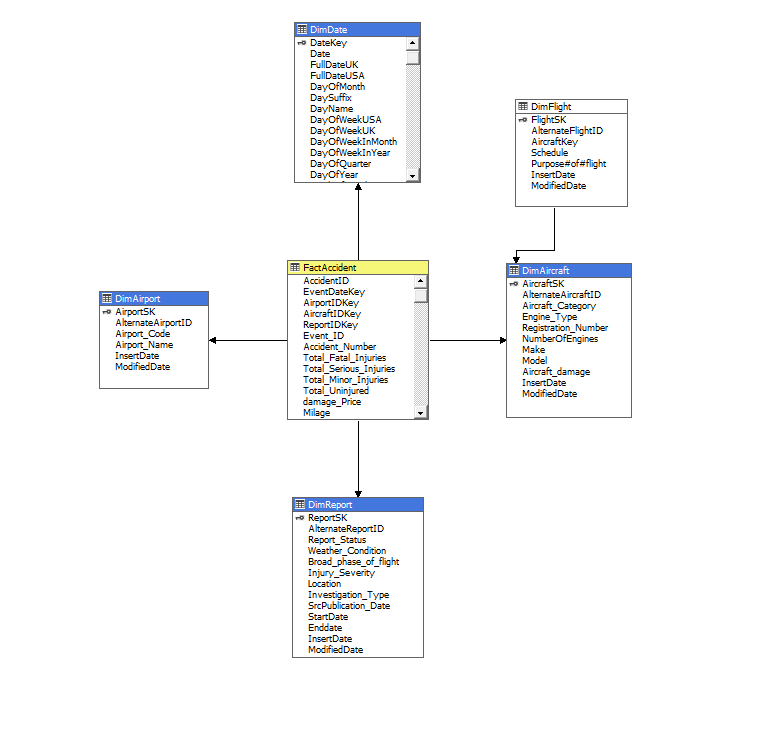 DimDate
DateKey
Date
FullDateUK
FullDateUSA
DayOfMonth
DaySuffix
DayName
DayOfWeekUSA
DayOfWeekUK
DayOfWeekInMonth
DayOfWeekInYear
DayOfQuarter
DayOfYear
DimFlight
FlightSK
AlternateFlightID
AircraftKey
Schedule
Purpose#of#flight
InsertDate
ModifiedDate
FactAccident
AccidentID
EventDateKey
AirportIDKey
AircraftIDKey
ReportIDKey
Event_ID
Accident_Number
Total_Fatal_Injuries
Total_Serious_Injuries
Total_Minor_Injuries
Total_Uninjured
damage_Price
Milage
DimAircraft
AircraftSK
AlternateAircraftID
Aircraft_Category
Engine_Type
Registration_Number
NumberOfEngines
Make
Model
Aircraft_damage
InsertDate
ModifiedDate
DimAirport
AirportSK
AlternateAirportID
Airport_Code
Airport_Name
InsertDate
ModifiedDate
DimReport
ReportSK
AlternateReportID
Report_Status
Weather_Condition
Broad_phase_of_flight
Injury_Severity
Location
Investigation_Type
SrcPublication_Date
StartDate
Enddate
InsertDate
ModifiedDate